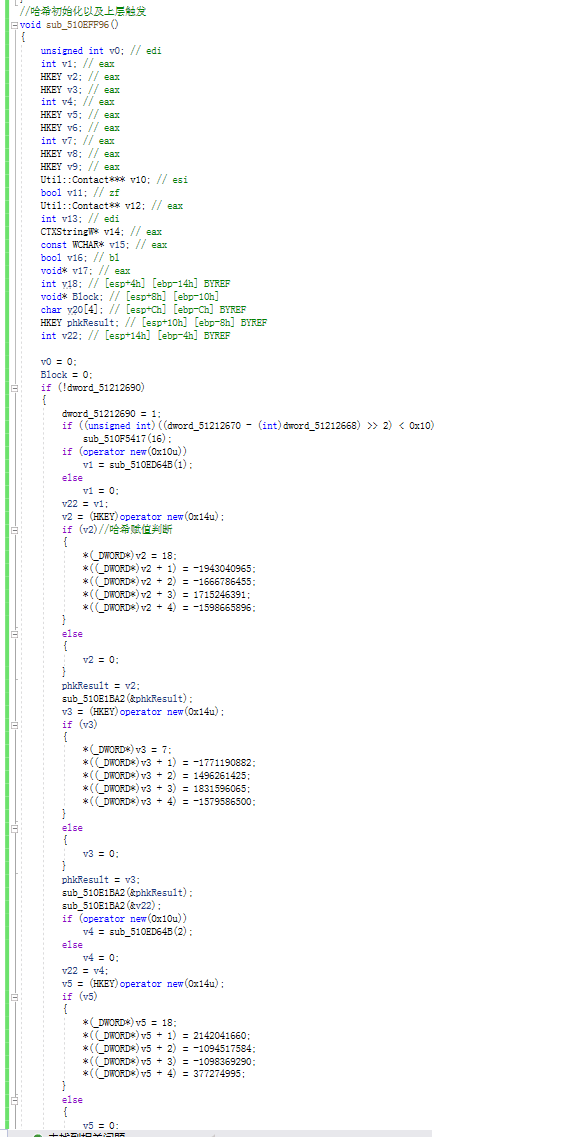 //哈希初始化以及上层触发
void sub_510EFF96()
{
unsigned int v0; // edi
int v1; // eax
HKEY v2; // eax
HKEY v3; // eax
int v4; // eax
HKEY v5; // eax
HKEY v6; // eax
int v7; // eax
HKEY v8; // eax
HKEY v9; // eax
Util::Contact*** v10; // esi
bool v11; // zf
Util::Contact** v12; // eax
int v13; // edi
CTXStringW* v14; // eax
const WCHAR* v15; // eax
bool v16; // bl
void* v17; // eax
int v18; // [esp+4h] [ebp-14h] BYREF
void* Block; // [esp+8h] [ebp-10h]
char v20[4]; // [esp+Ch] [ebp-Ch] BYREF
HKEY phkResult; // [esp+10h] [ebp-8h] BYREF
int v22; // [esp+14h] [ebp-4h] BYREF
v0 = 0;
Block = 0;
if (!dword_51212690)
{
dword_51212690 = 1;
if ((unsigned int)((dword_51212670 - (int)dword_51212668) >> 2) < 0x10)
sub_510F5417(16);
if (operator new(0x10u))
v1 = sub_510ED64B(1);
else
v1 = 0;
v22 = v1;
v2 = (HKEY)operator new(0x14u);
if (v2)//哈希赋值判断
{
*(_DWORD*)v2 = 18;
*((_DWORD*)v2 + 1) = -1943040965;
*((_DWORD*)v2 + 2) = -1666786455;
*((_DWORD*)v2 + 3) = 1715246391;
*((_DWORD*)v2 + 4) = -1598665896;
}
else
{
v2 = 0;
}
phkResult = v2;
sub_510E1BA2(&phkResult);
v3 = (HKEY)operator new(0x14u);
if (v3)
{
*(_DWORD*)v3 = 7;
*((_DWORD*)v3 + 1) = -1771190882;
*((_DWORD*)v3 + 2) = 1496261425;
*((_DWORD*)v3 + 3) = 1831596065;
*((_DWORD*)v3 + 4) = -1579586500;
}
else
{
v3 = 0;
}
phkResult = v3;
sub_510E1BA2(&phkResult);
sub_510E1BA2(&v22);
if (operator new(0x10u))
v4 = sub_510ED64B(2);
else
v4 = 0;
v22 = v4;
v5 = (HKEY)operator new(0x14u);
if (v5)
{
*(_DWORD*)v5 = 18;
*((_DWORD*)v5 + 1) = 2142041660;
*((_DWORD*)v5 + 2) = -1094517584;
*((_DWORD*)v5 + 3) = -1098369290;
*((_DWORD*)v5 + 4) = 377274995;
}
else
{
v5 = 0;